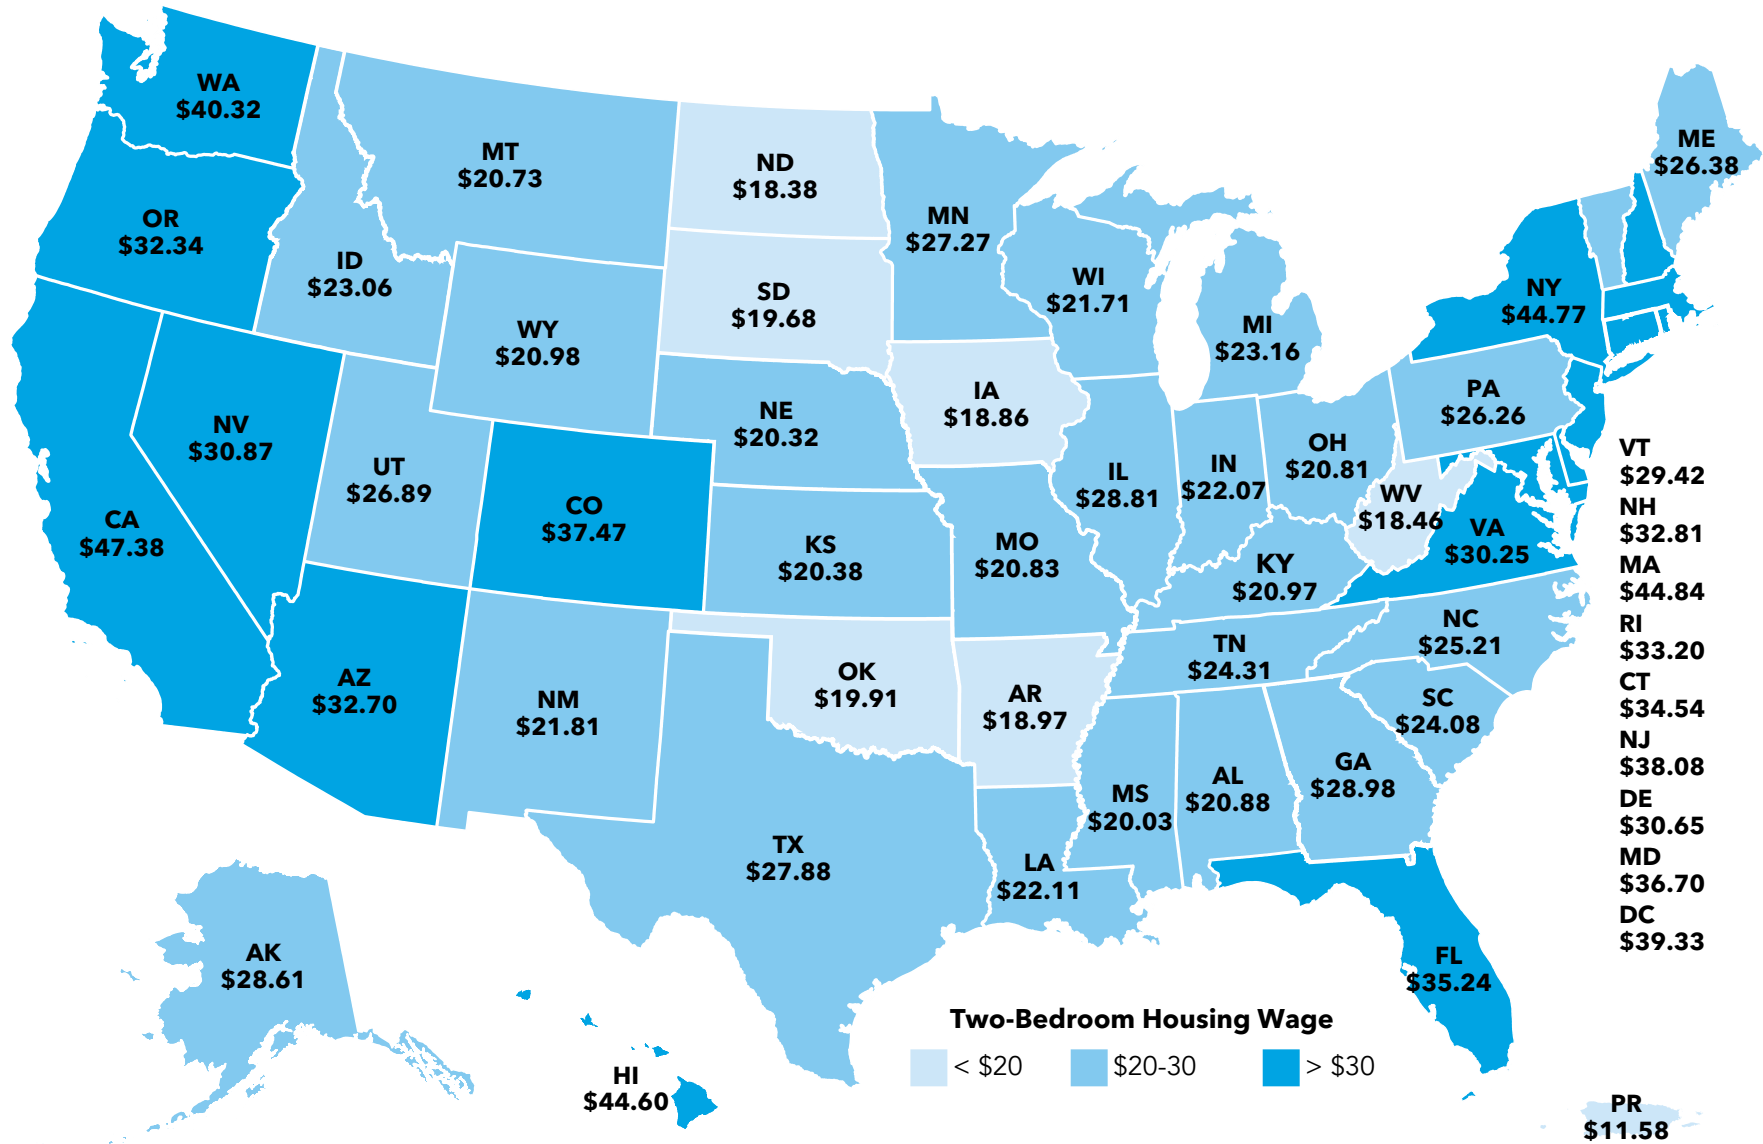 WA
$40.32
OR
$32.34
CA
$47.38
NV
$30.87
ID
$23.06
MT
$20.73
WY
$20.98
UT
$26.89
CO
$37.47
AZ
$32.70
NM
$21.81
ND
$18.38
SD
$19.68
NE
$20.32
KS
$20.38
OK
$19.91
TX
$27.88
MN
$27.27
IA
$18.86
MO
$20.83
AR
$18.97
LA
$22.11
WI
$21.71
IL
$28.81
MI
$23.16
IN
$22.07
OH
$20.81
KY
$20.97
TN
$24.31
MS
$20.03
AL
$20.88
GA
$28.98
FL
$35.24
SC
$24.08
NC
$25.21
VA
$30.25
WV
$18.46
PA
$26.26
NY
$44.77
ME
$26.38
VT
$29.42
NH
$32.81
MA
$44.84
RI
$33.20
CT
$34.54
NJ
$38.08
DE
$30.65
MD
$36.70
DC
$39.33
AK
$28.61
HI
$44.60
PR
$11.58
Two-Bedroom Housing Wage
< $20
$20-30
> $30